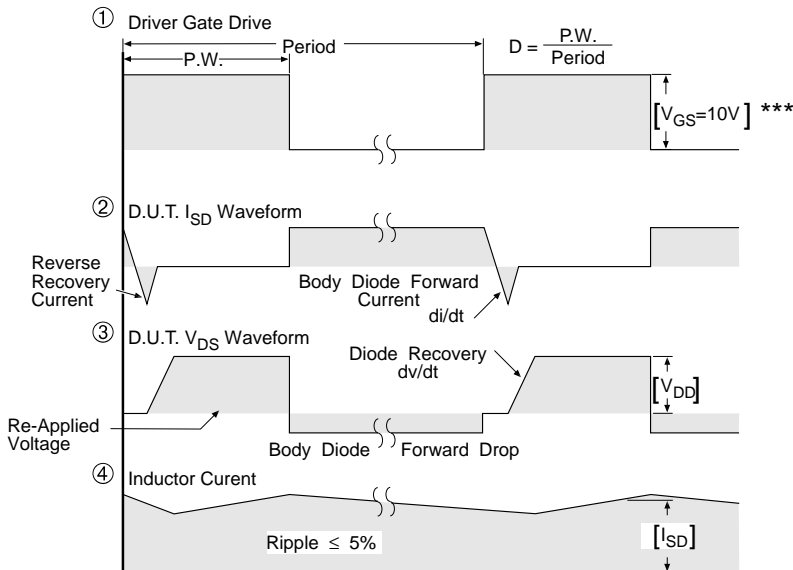 ① Driver Gate Drive
Period
P.W.
D = P.W.
Period
[VGS=10V] ***
② D.U.T. ISD Waveform
Reverse
Recovery
Current
Body Diode Forward
Current
di/dt
③ D.U.T. VDS Waveform
Diode Recovery
dv/dt
[VDD]
Re-Applied
Voltage
Body Diode Forward Drop
④ Inductor Curent
Ripple ≤ 5%
[ISD]